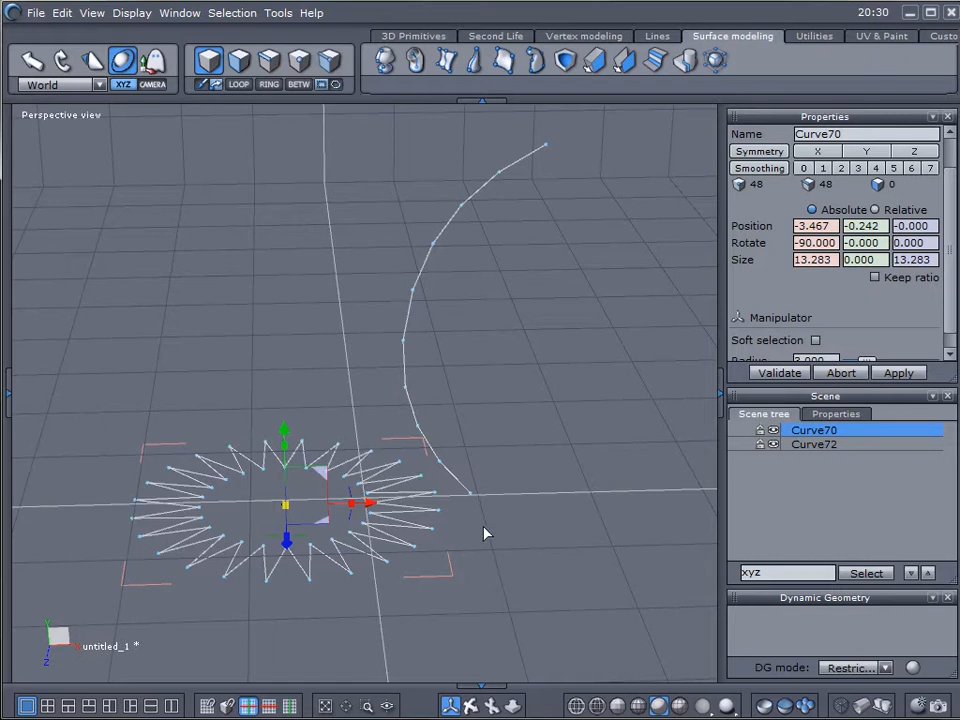 File Edit View Display Window Selection Tools Help 20:30
3D Primitives Second Life Vertex modeling Lines Surface modeling Utilities UV & Paint Custo
World XYZ CAMERA LOOP RING BETW
Perspective view
Properties
Name Curve70
Symmetry X Y Z
Smoothing 0 1 2 3 4 5 6 7
48 48 0
Absolute Relative
Position -3.467 -0.242 -0.000
Rotate -90.000 -0.000 0.000
Size 13.283 0.000 13.283
Keep ratio
Manipulator
Soft selection
Radius 3.000
Validate Abort Apply
Scene
Scene tree Properties
Curve70
Curve72
xyz Select
Dynamic Geometry
DG mode: Restric...
Y
X
Z
untitled_1 *